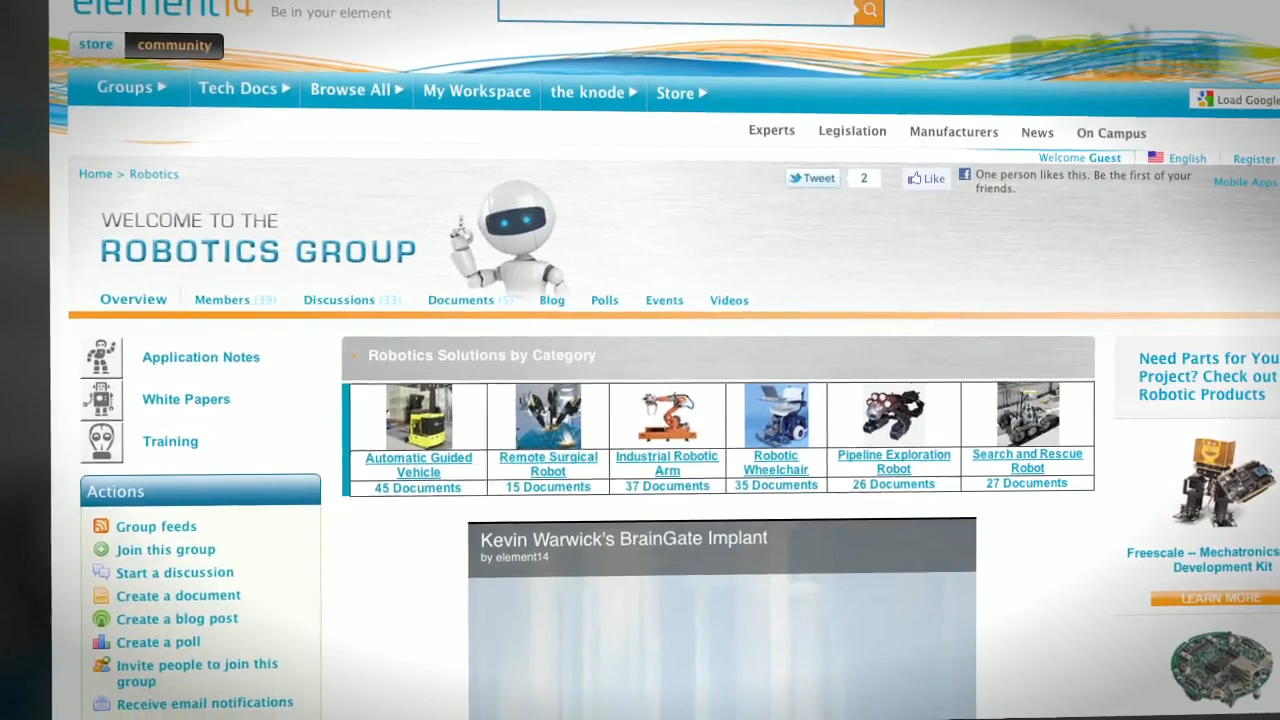 element14 Be in your element
store community
Groups Tech Docs Browse All My Workspace the knode Store
Load Google
Experts Legislation Manufacturers News On Campus
Welcome Guest English Register
Home > Robotics
Tweet 2 Like One person likes this. Be the first of your
friends.
Mobile Apps
WELCOME TO THE
ROBOTICS GROUP
Overview Members (39) Discussions (33) Documents (5) Blog Polls Events Videos
Application Notes
White Papers
Training
Robotics Solutions by Category
Automatic Guided
Vehicle
45 Documents
Remote Surgical
Robot
15 Documents
Industrial Robotic
Arm
37 Documents
Robotic
Wheelchair
35 Documents
Pipeline Exploration
Robot
26 Documents
Search and Rescue
Robot
27 Documents
Need Parts for You
Project? Check out
Robotic Products
Actions
Group feeds
Join this group
Start a discussion
Create a document
Create a blog post
Create a poll
Invite people to join this
group
Receive email notifications
Kevin Warwick's BrainGate Implant
by element14
Freescale -- Mechatronics
Development Kit
LEARN MORE